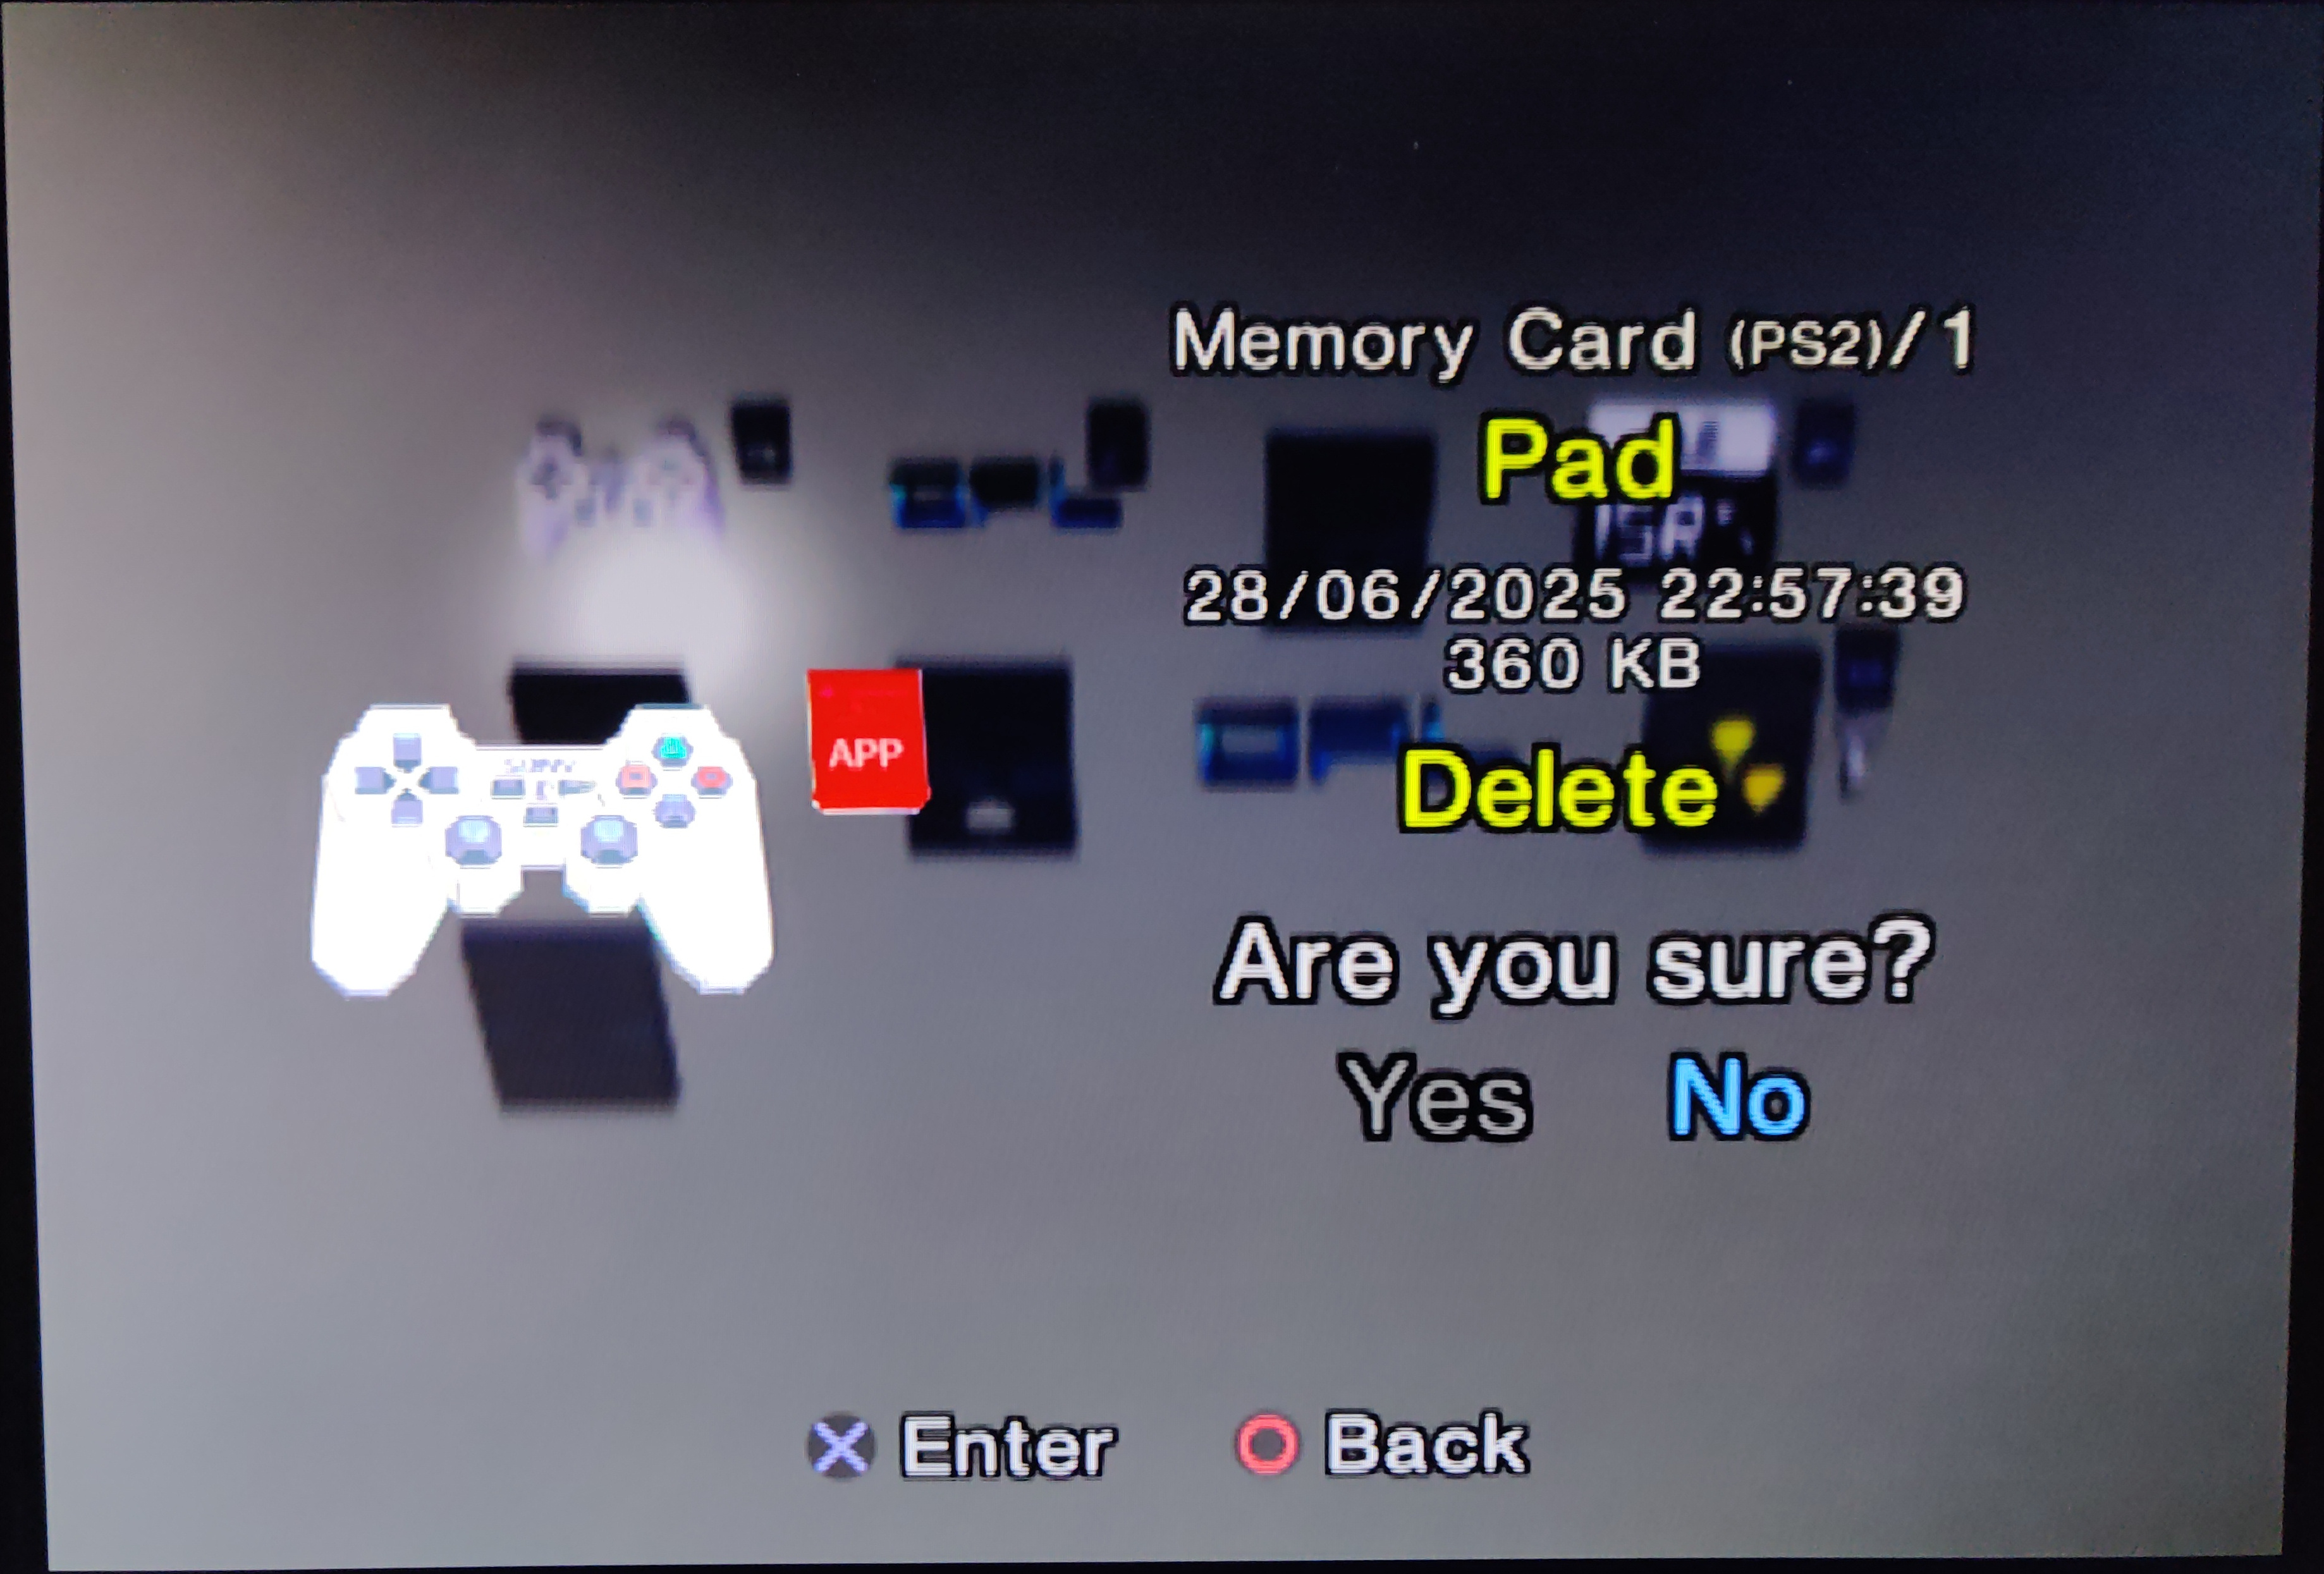 Memory Card (PS2)/1
Pad
28/06/2025 22:57:39
360 KB
APP
Delete
Are you sure?
Yes No
Enter Back